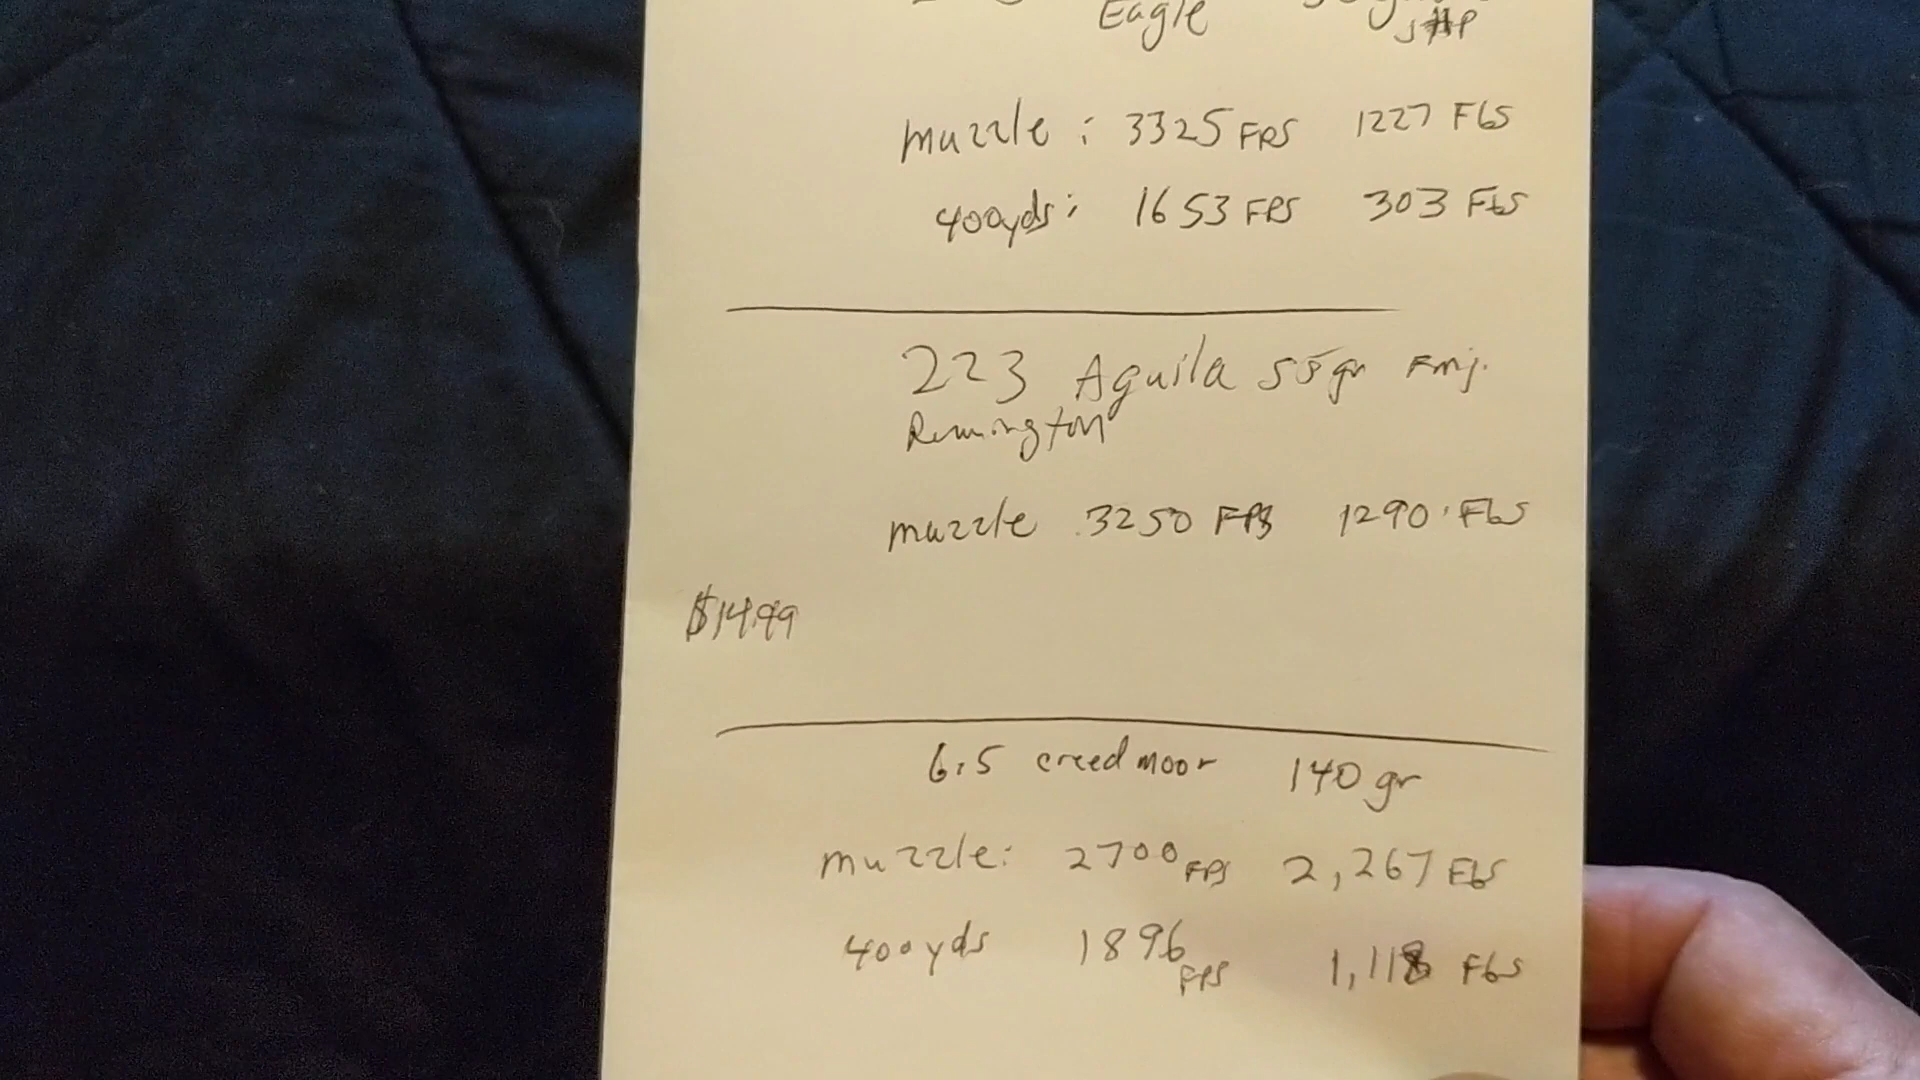 Eagle JHP
muzzle: 3325 FPS 1227 Fbs
400yds: 1653 FPS 303 Fbs
223 Aguila 55gr Fmj.
Remington
muzzle 3250 FPS 1290 Fbs
$14.99
6.5 creedmoor 140gr
muzzle: 2700 FPS 2,267 Fbs
400yds 1896 FPS 1,118 Fbs